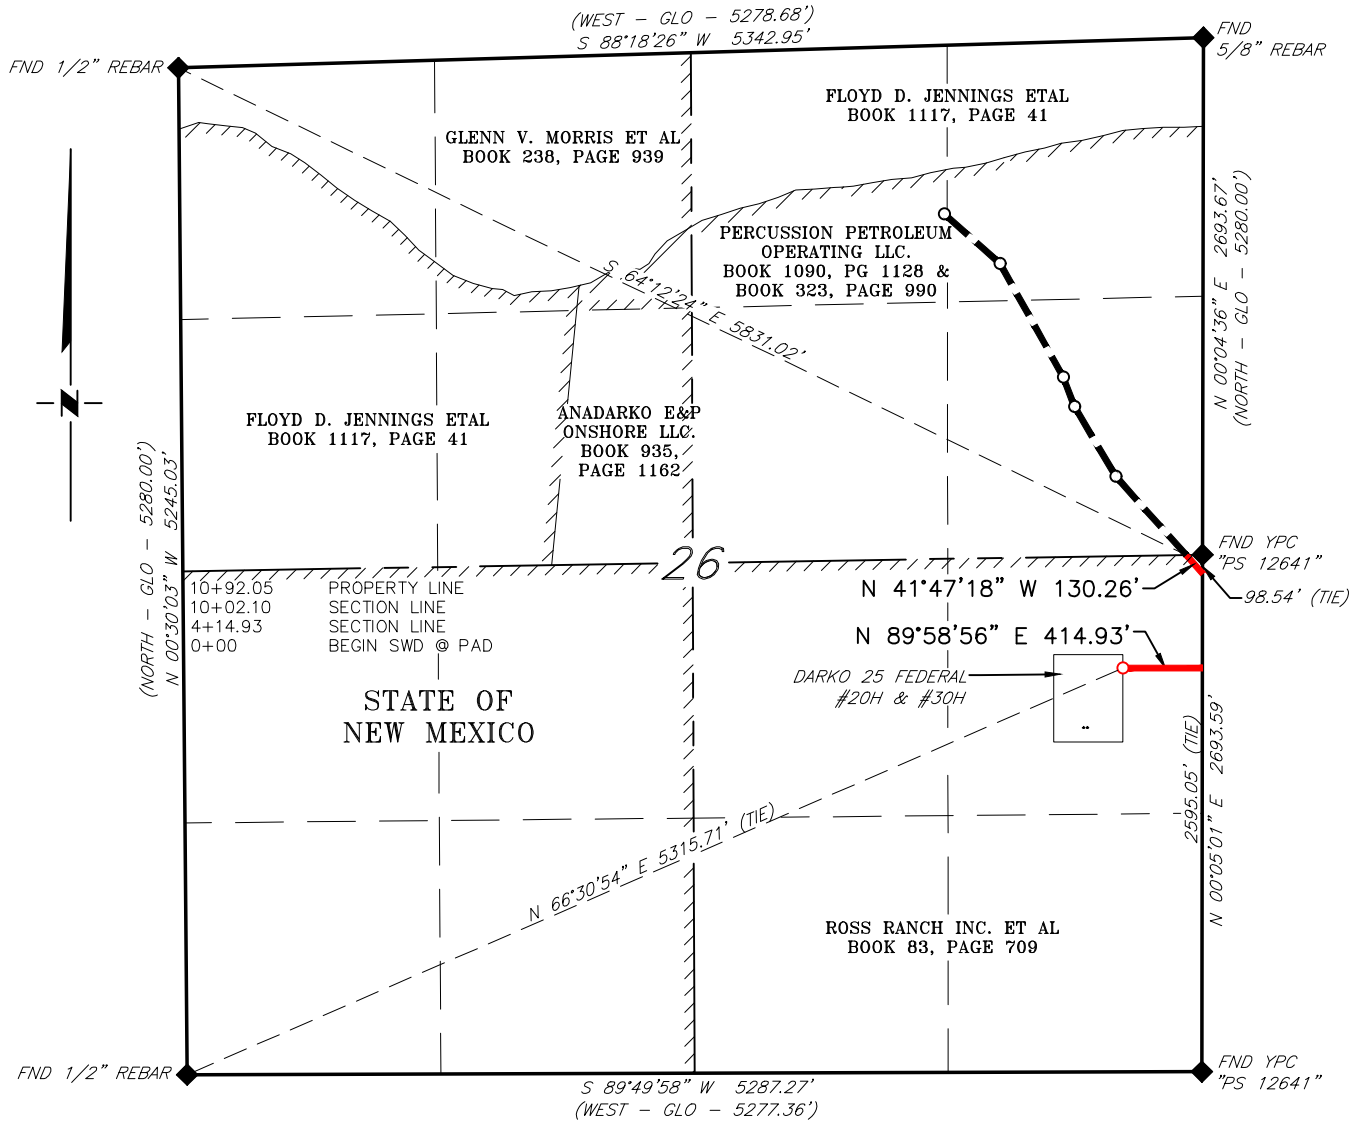 (WEST – GLO – 5278.68')
S 88°18'26" W 5342.95'
FND
5/8" REBAR
FND 1/2" REBAR
FLOYD D. JENNINGS ETAL
BOOK 1117, PAGE 41
GLENN V. MORRIS ET AL
BOOK 238, PAGE 939
N 00°04'36" E 2693.67'
(NORTH – GLO – 5280.00')
PERCUSSION PETROLEUM
OPERATING LLC.
BOOK 1090, PG 1128 &
BOOK 323, PAGE 990
S 64°12'24" E 5831.02'
N
FLOYD D. JENNINGS ETAL
BOOK 1117, PAGE 41
ANADARKO E&P
ONSHORE LLC.
BOOK 935,
PAGE 1162
(NORTH – GLO – 5280.00')
N 00°30'03" W 5245.03'
26
FND YPC
"PS 12641"
10+92.05 PROPERTY LINE
10+02.10 SECTION LINE
4+14.93 SECTION LINE
0+00 BEGIN SWD @ PAD
N 41°47'18" W 130.26'
98.54' (TIE)
N 89°58'56" E 414.93'
DARKO 25 FEDERAL
#20H & #30H
STATE OF
NEW MEXICO
2595.05' (TIE)
N 00°05'01" E 2693.59'
N 66°30'54" E 5315.71' (TIE)
ROSS RANCH INC. ET AL
BOOK 83, PAGE 709
FND 1/2" REBAR
FND YPC
"PS 12641"
S 89°49'58" W 5287.27'
(WEST – GLO – 5277.36')